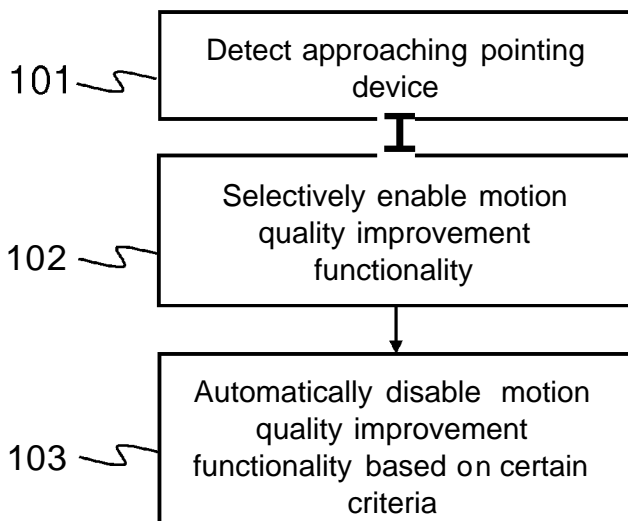 Detect approaching pointing
device
101
Selectively enable motion
quality improvement
functionality
102
Automatically disable motion
quality improvement
functionality based on certain
criteria
103